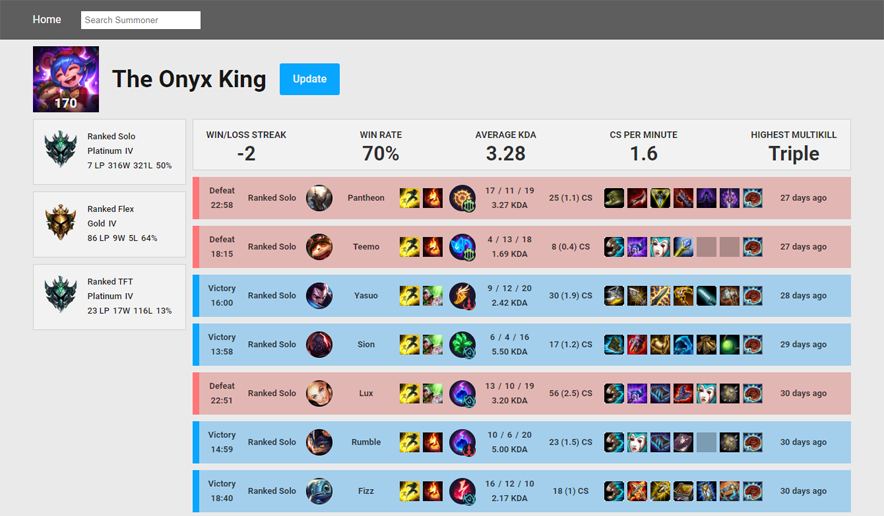 Home
Search Summoner
170
The Onyx King
Update
Ranked Solo
Platinum IV
7 LP 316W 321L 50%
Ranked Flex
Gold IV
86 LP 9W 5L 64%
Ranked TFT
Platinum IV
23 LP 17W 116L 13%
WIN/LOSS STREAK WIN RATE AVERAGE KDA CS PER MINUTE HIGHEST MULTIKILL
-2 70% 3.28 1.6 Triple
Defeat 17 / 11 / 19
Ranked Solo Pantheon 25 (1.1) CS 27 days ago
22:58 3.27 KDA
Defeat 4 / 13 / 18
Ranked Solo Teemo 8 (0.4) CS 27 days ago
18:15 1.69 KDA
Victory 9 / 12 / 20
Ranked Solo Yasuo 30 (1.9) CS 28 days ago
16:00 2.42 KDA
Victory 6 / 4 / 16
Ranked Solo Sion 17 (1.2) CS 29 days ago
13:58 5.50 KDA
Defeat 13 / 10 / 19
Ranked Solo Lux 56 (2.5) CS 30 days ago
22:51 3.20 KDA
Victory 10 / 6 / 20
Ranked Solo Rumble 23 (1.5) CS 30 days ago
14:59 5.00 KDA
Victory 16 / 12 / 10
Ranked Solo Fizz 18 (1) CS 30 days ago
18:40 2.17 KDA